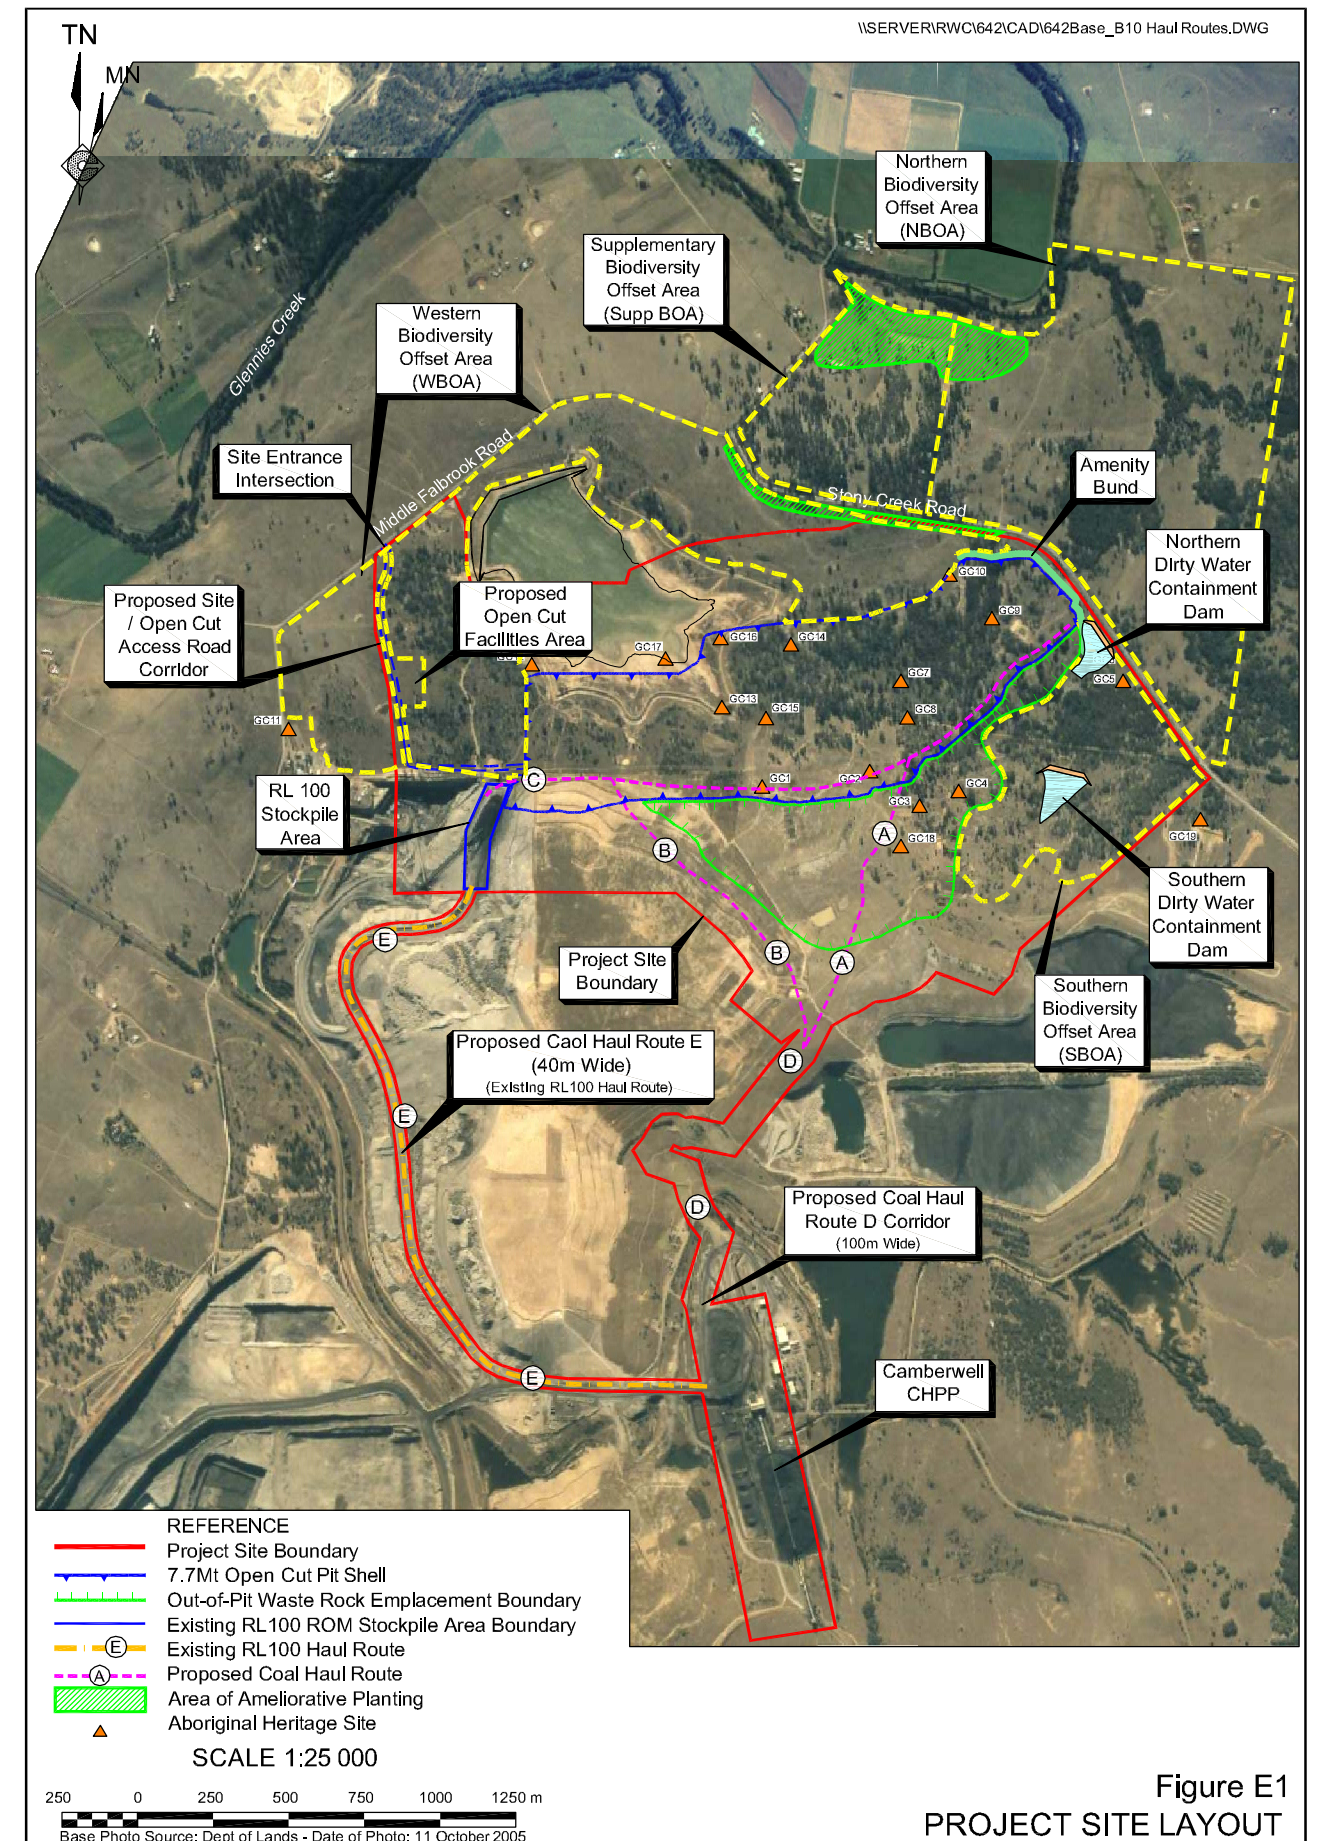 \\SERVER\RWC\642\CAD\642Base_B10 Haul Routes.DWG
TN
MN
Northern
Biodiversity
Offset Area
(NBOA)
Supplementary
Biodiversity
Offset Area
(Supp BOA)
Western
Biodiversity
Offset Area
(WBOA)
Glennies Creek
Site Entrance
Intersection
Middle Falbrook Road
Stony Creek Road
Amenity
Bund
Northern
Dirty Water
Containment
Dam
Proposed Site
/ Open Cut
Access Road
Corridor
Proposed
Open Cut
Facilities Area
GC10
GC9
GC16
GC14
GC17
GC7
GC5
GC13
GC15
GC8
GC11
C
GC1
GC2
GC4
GC3
RL 100
Stockpile
Area
A
GC18
GC19
B
Southern
Dirty Water
Containment
Dam
E
B
A
Project Site
Boundary
Southern
Biodiversity
Offset Area
(SBOA)
Proposed Caol Haul Route E
(40m Wide)
(Existing RL100 Haul Route)
D
E
D
Proposed Coal Haul
Route D Corridor
(100m Wide)
E
Camberwell
CHPP
REFERENCE
Project Site Boundary
7.7Mt Open Cut Pit Shell
Out-of-Pit Waste Rock Emplacement Boundary
Existing RL100 ROM Stockpile Area Boundary
E Existing RL100 Haul Route
A Proposed Coal Haul Route
Area of Ameliorative Planting
Aboriginal Heritage Site
SCALE 1:25 000
250 0 250 500 750 1000 1250 m
Base Photo Source: Dept of Lands - Date of Photo: 11 October 2005
Figure E1
PROJECT SITE LAYOUT